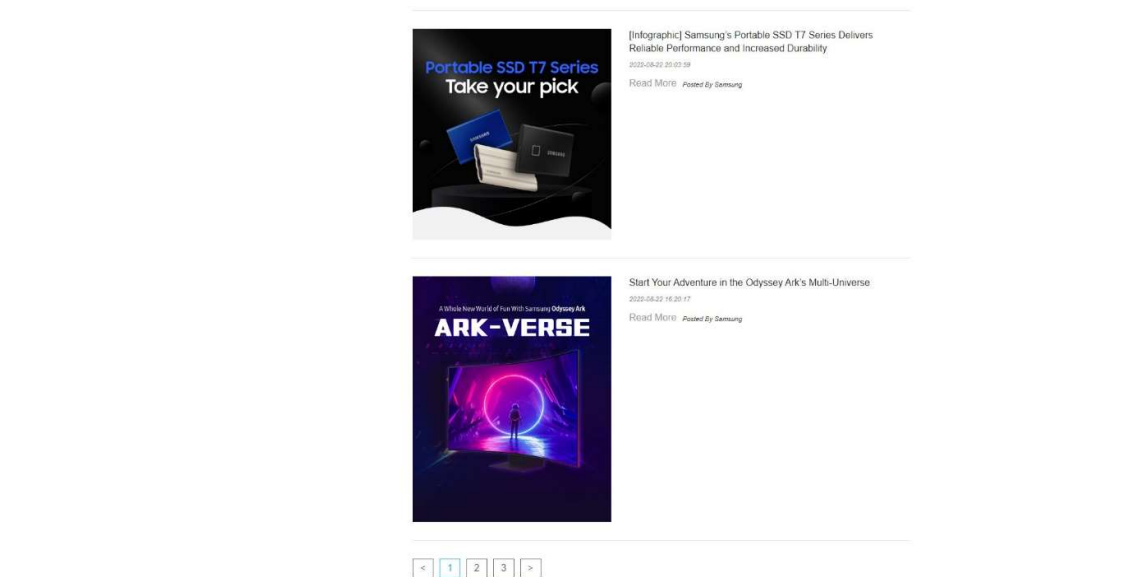 Portable SSD T7 Series
Take your pick
SAMSUNG
SAMSUNG
[Infographic] Samsung's Portable SSD T7 Series Delivers
Reliable Performance and Increased Durability
Read More Posted By Samsung
A Whole New World of Fun With Samsung Odyssey Ark
ARK-VERSE
Start Your Adventure in the Odyssey Ark's Multi-Universe
Read More Posted By Samsung
< 1 2 3 >